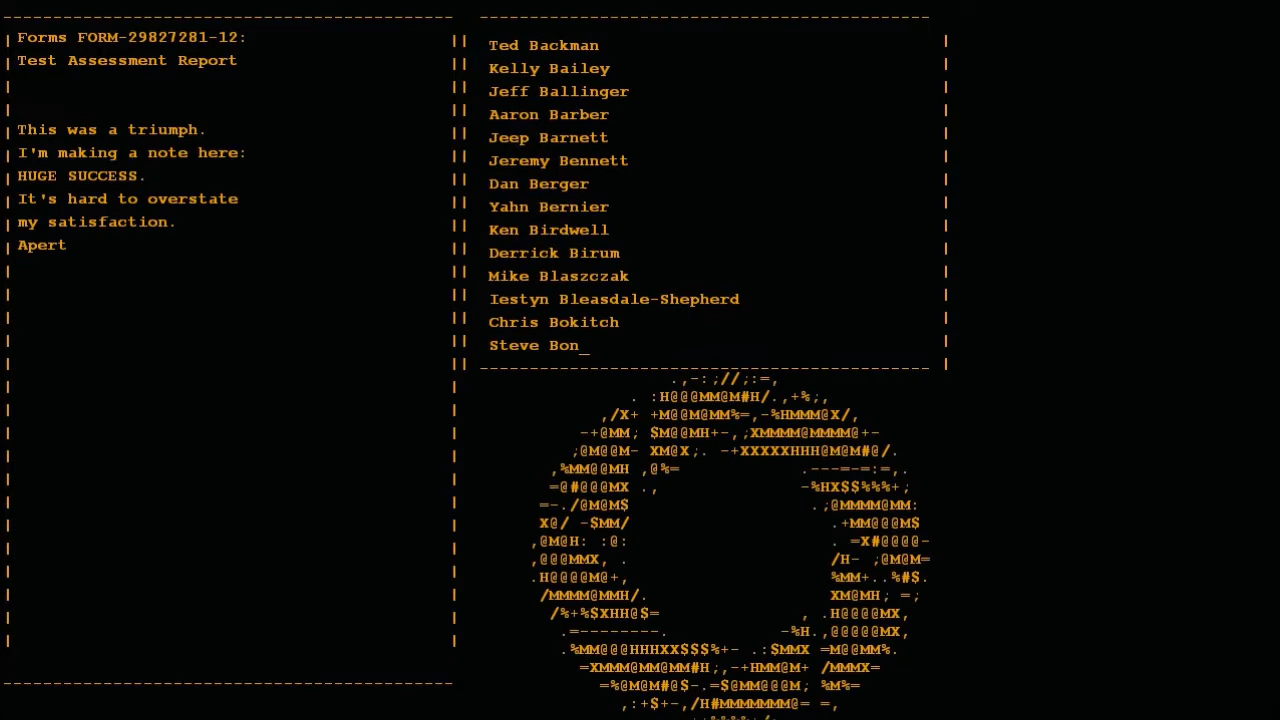 Forms FORM-29827281-12:
Test Assessment Report
This was a triumph.
I'm making a note here:
HUGE SUCCESS.
It's hard to overstate
my satisfaction.
Apert
Ted Backman
Kelly Bailey
Jeff Ballinger
Aaron Barber
Jeep Barnett
Jeremy Bennett
Dan Berger
Yahn Bernier
Ken Birdwell
Derrick Birum
Mike Blaszczak
Iestyn Bleasdale-Shepherd
Chris Bokitch
Steve Bon_